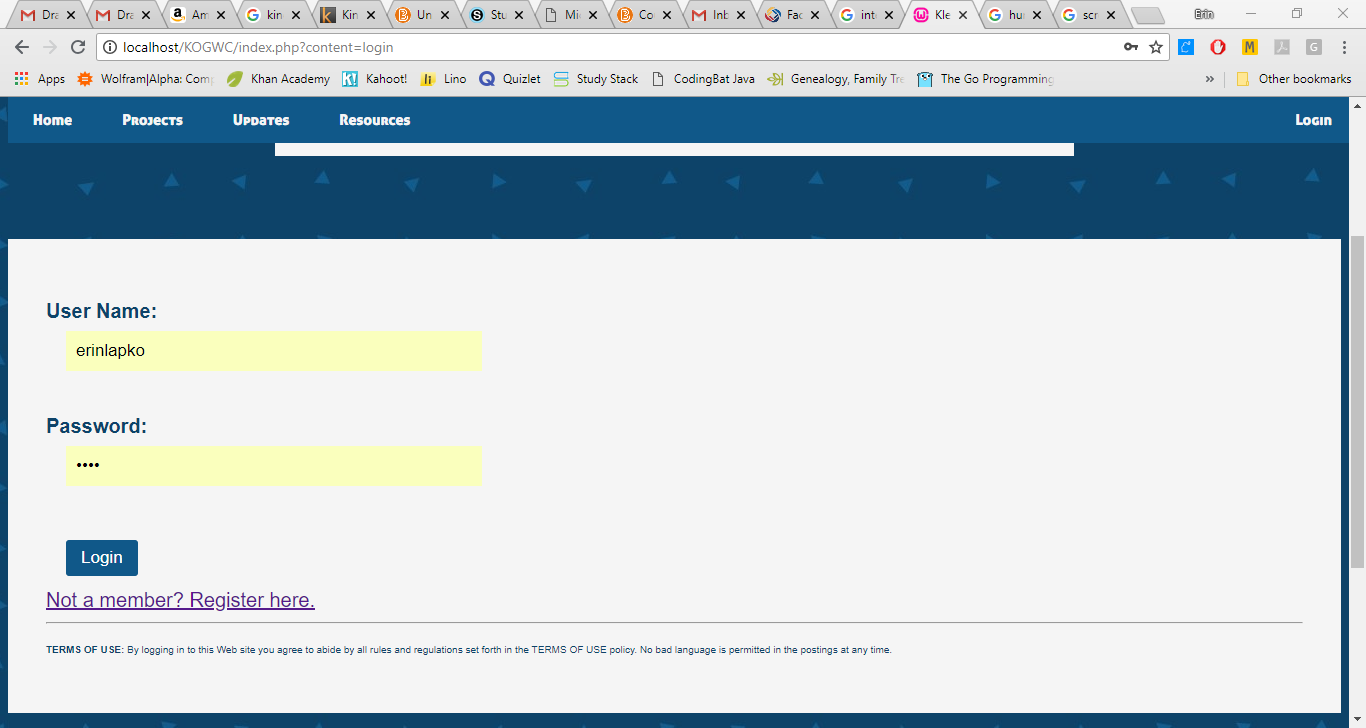 Dra Dra Am kin Kin Un Stu Mi Co Inb Fac int Kle hu scr Erin
localhost/KOGWC/index.php?content=login
Apps Wolfram|Alpha: Com Khan Academy Kahoot! Lino Quizlet Study Stack CodingBat Java Genealogy, Family Tre The Go Programming » Other bookmarks
Home Projects Updates Resources Login
User Name:
erinlapko
Password:
••••
Login
Not a member? Register here.
TERMS OF USE: By logging in to this Web site you agree to abide by all rules and regulations set forth in the TERMS OF USE policy. No bad language is permitted in the postings at any time.